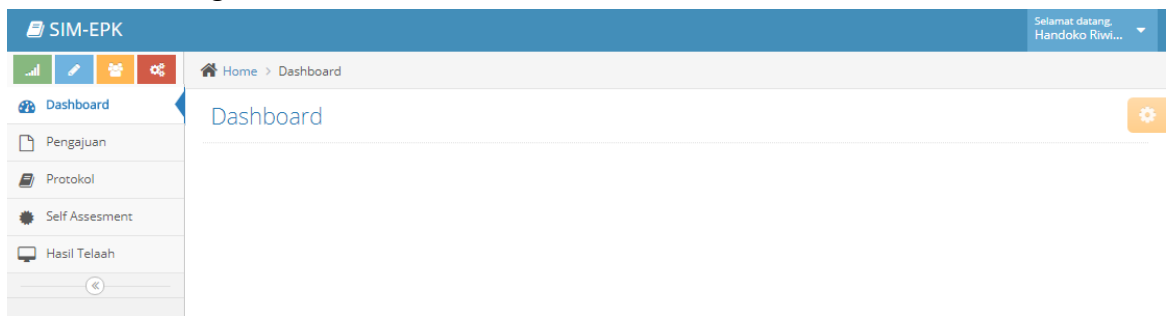 SIM-EPK
Selamat datang,
Handoko Riwi...
Home > Dashboard
Dashboard
Dashboard
Pengajuan
Protokol
Self Assesment
Hasil Telaah